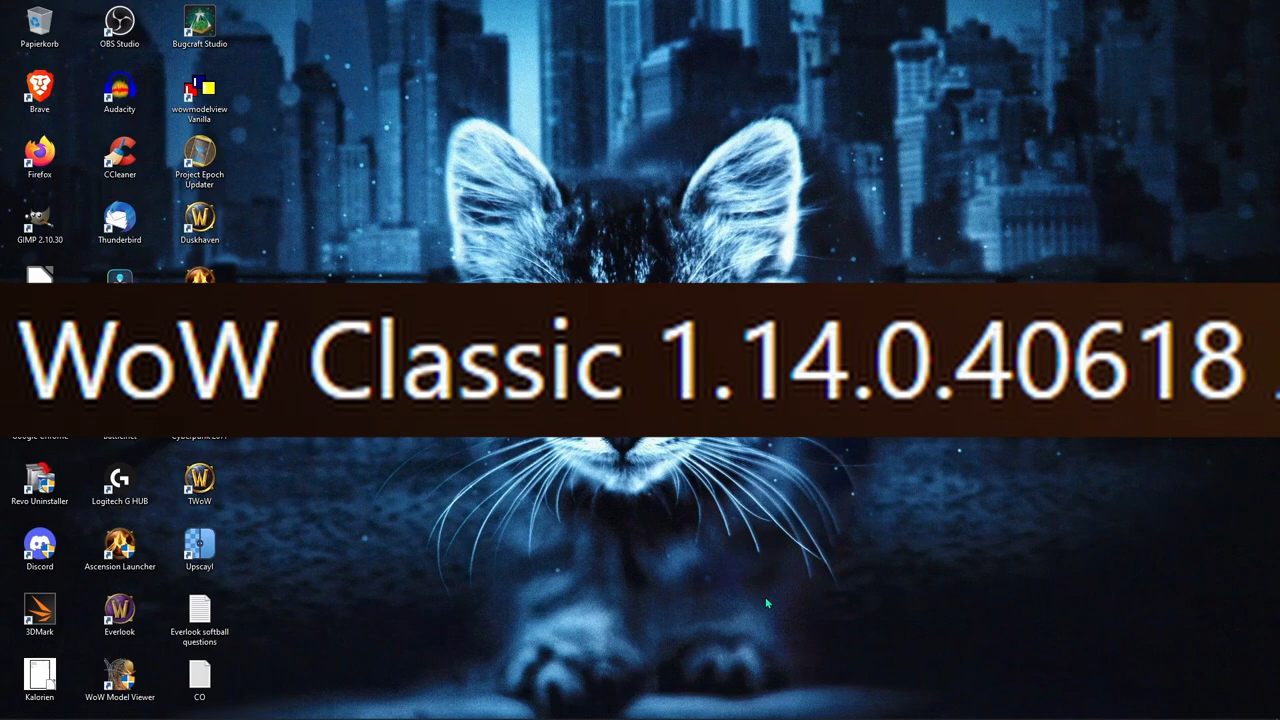 Papierkorb
OBS Studio
Bugcraft Studio
Brave
Audacity
wowmodelview
Vanilla
Firefox
CCleaner
Project Epoch
Updater
GIMP 2.10.30
Thunderbird
Duskhaven
WoW Classic 1.14.0.40618
Revo Uninstaller
Logitech G HUB
TWoW
Discord
Ascension Launcher
Upscayl
3DMark
Everlook
Everlook softball
questions
Kalorien
WoW Model Viewer
CO